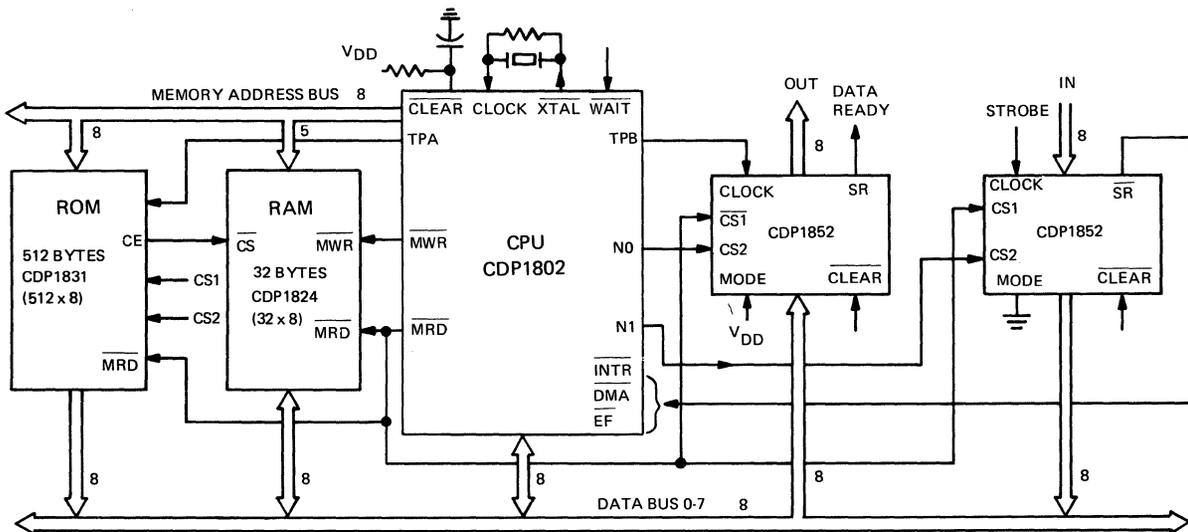 V DD
MEMORY ADDRESS BUS 8
8
5
CLEAR CLOCK XTAL WAIT
TPA
TPB
ROM
512 BYTES
CDP1831
(512 x 8)
CE
CS1
CS2
MRD
RAM
CS
MWR
32 BYTES
CDP1824
(32 x 8)
MRD
CPU
CDP1802
MWR
MRD
N0
N1
INTR
DMA
EF
OUT
8
DATA
READY
CLOCK
SR
CS1
CS2
CDP1852
MODE
CLEAR
V DD
STROBE
IN
8
CLOCK
SR
CS1
CDP1852
CS2
MODE
CLEAR
8
8
8
8
8
DATA BUS 0-7 8